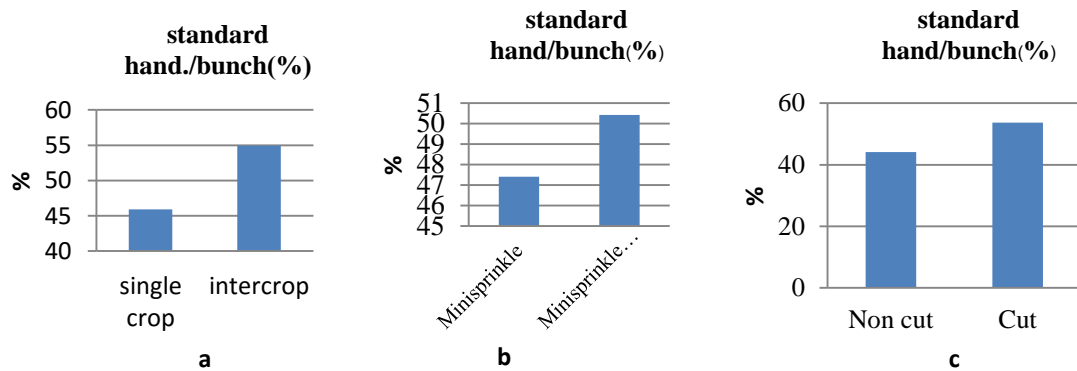 standard
hand./bunch(%)
60
55
50
45
40
%
single
crop
intercrop
a
standard
hand/bunch(%)
51
50
49
48
47
46
45
%
Minisprinkle
Minisprinkle…
b
standard
hand/bunch(%)
60
40
20
0
%
Non cut
Cut
c